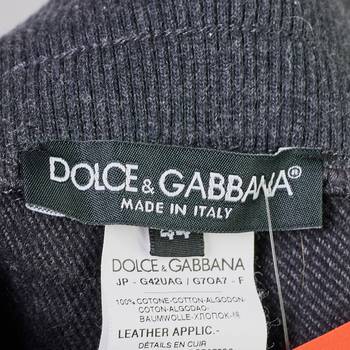 DOLCE & GABBANA®
MADE IN ITALY
44
DOLCE & GABBANA
JP - G42UAG / G7OA7 - F
100% COTONE-COTTON-ALGODON-
COTON-ALGODAO-
BAUMWOLLE-ХЛОПОК-棉
LEATHER APPLIC.-
DÉTAILS EN CUIR